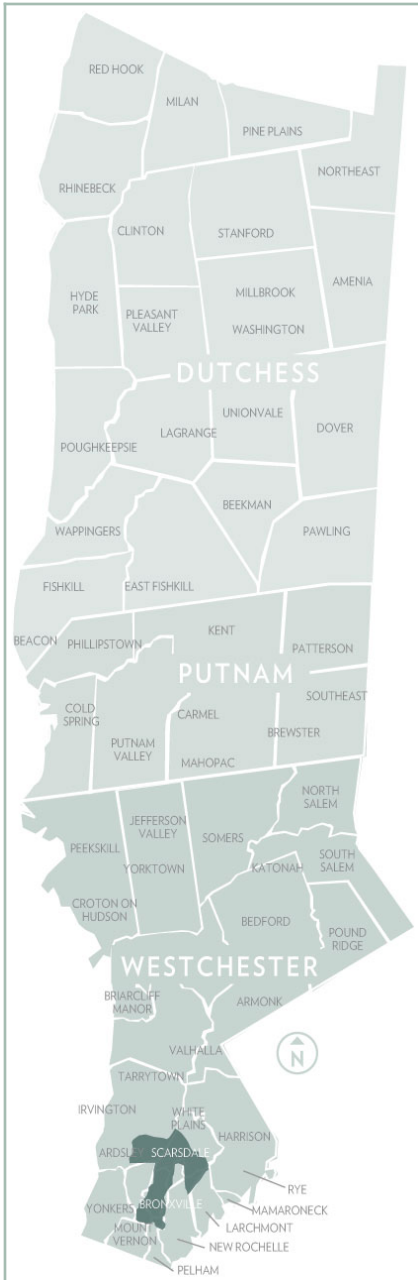 RED HOOK
MILAN
PINE PLAINS
NORTHEAST
RHINEBECK
CLINTON
STANFORD
AMENIA
HYDE
PARK
MILLBROOK
PLEASANT
VALLEY
WASHINGTON
DUTCHESS
UNIONVALE
LAGRANGE
DOVER
POUGHKEEPSIE
BEEKMAN
WAPPINGERS
PAWLING
FISHKILL
EAST FISHKILL
KENT
BEACON
PHILLIPSTOWN
PATTERSON
PUTNAM
SOUTHEAST
COLD
SPRING
CARMEL
BREWSTER
PUTNAM
VALLEY
MAHOPAC
NORTH
SALEM
JEFFERSON
VALLEY
SOMERS
PEEKSKILL
YORKTOWN
KATONAH
SOUTH
SALEM
CROTON ON
HUDSON
BEDFORD
POUND
RIDGE
WESTCHESTER
BRIARCLIFF
MANOR
ARMONK
VALHALLA
N
TARRYTOWN
IRVINGTON
WHITE
PLAINS
HARRISON
ARDSLEY
SCARSDALE
RYE
BRONXVILLE
YONKERS
MAMARONECK
LARCHMONT
MOUNT
VERNON
NEW ROCHELLE
PELHAM